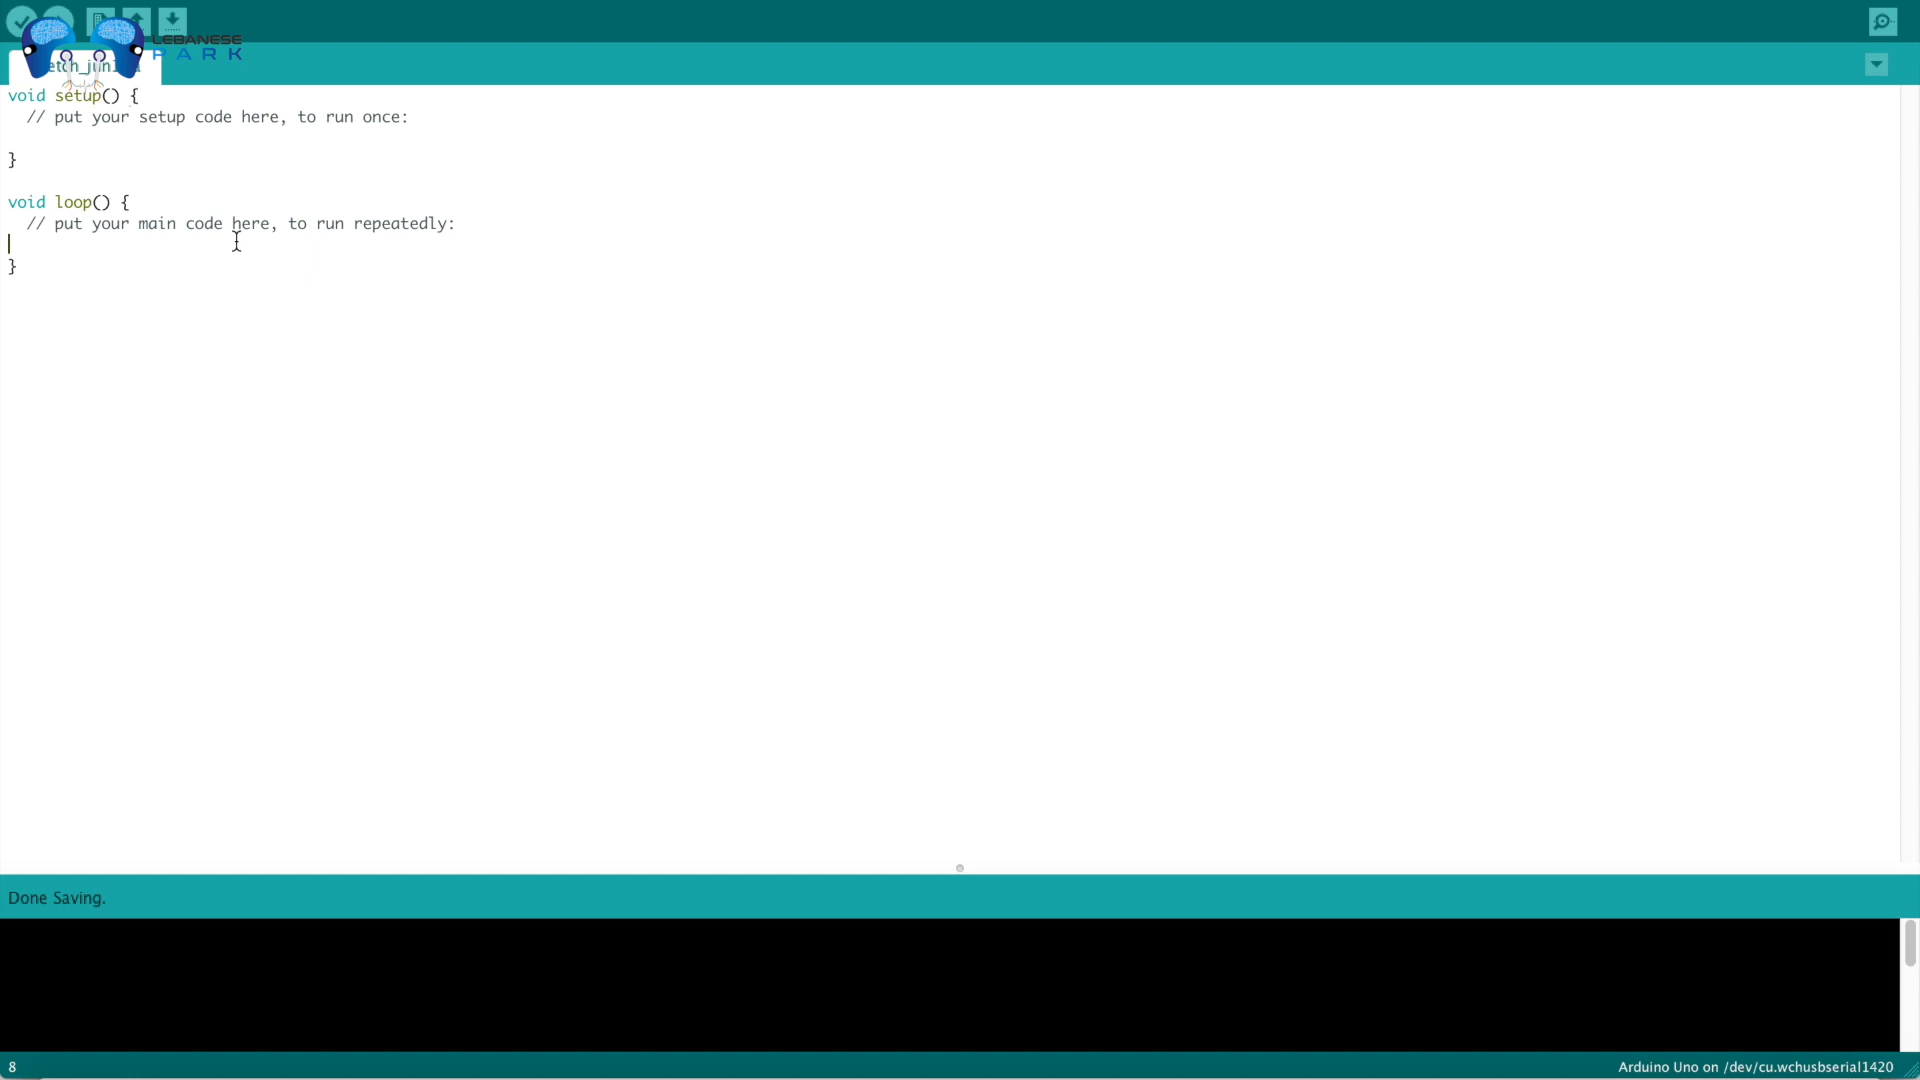 LEBANESE
PARK
void setup() {
// put your setup code here, to run once:
}
void loop() {
// put your main code here, to run repeatedly:
}
Done Saving.
8
Arduino Uno on /dev/cu.wchusbserial1420